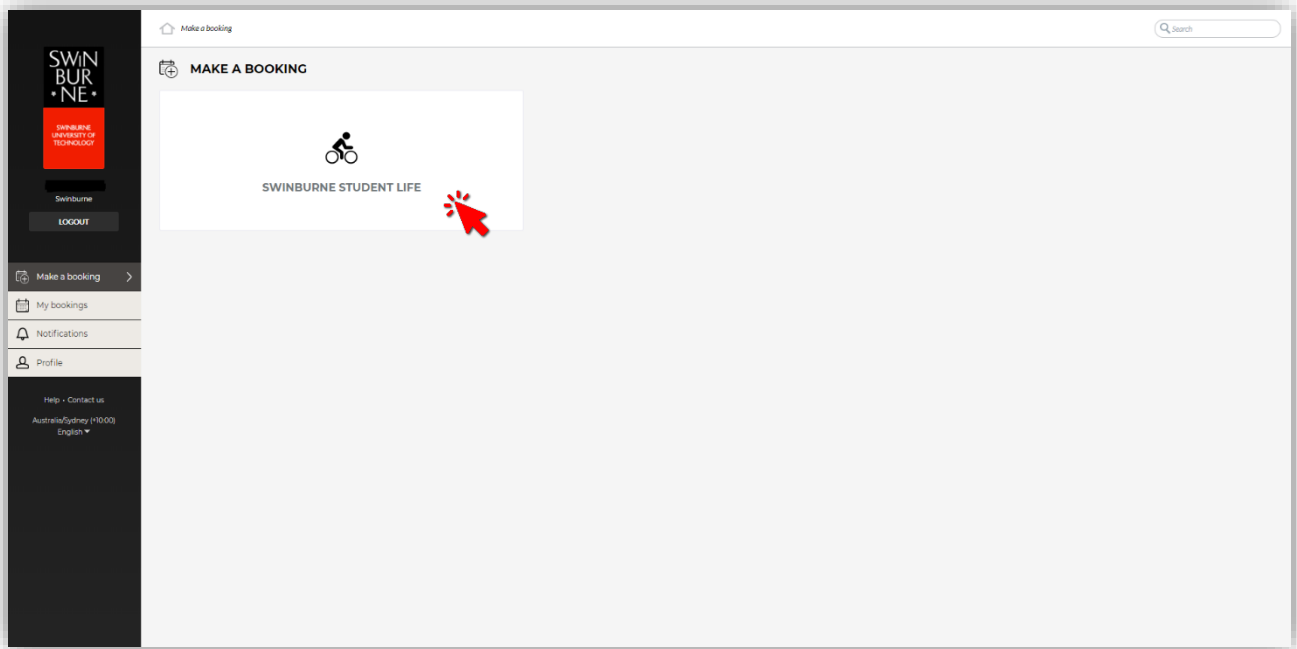 SWiN
BUR
* NE *
SWINBURNE
UNIVERSITY OF
TECHNOLOGY
Swinburne
LOGOUT
Make a booking
My bookings
Notifications
Profile
Help • Contact us
Australia/Sydney (+10:00)
English
Make a booking
Search
MAKE A BOOKING
SWINBURNE STUDENT LIFE